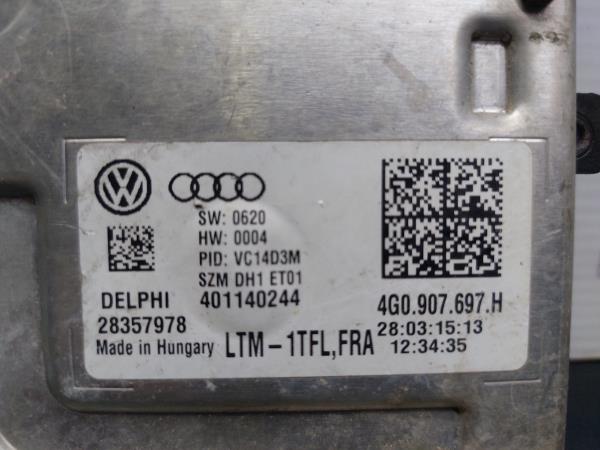 SW: 0620
HW: 0004
PID: VC14D3M
SZM DH1 ET01
DELPHI 401140244
28357978
Made in Hungary
LTM-1TFL,FRA
4G0.907.697.H
28:03:15:13
12:34:35